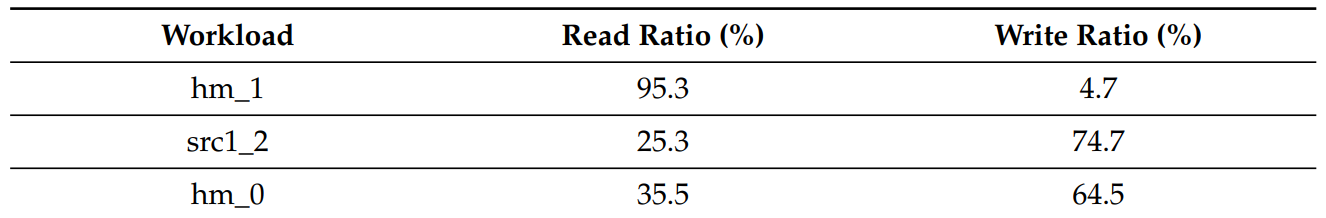 Workload Read Ratio (%) Write Ratio (%)
hm_1 95.3 4.7
src1_2 25.3 74.7
hm_0 35.5 64.5